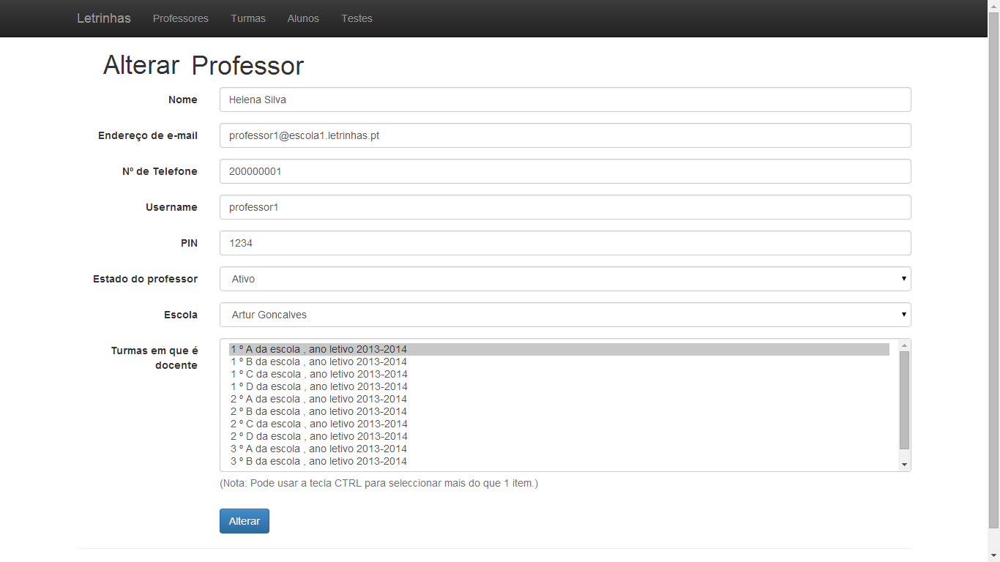 Letrinhas Professores Turmas Alunos Testes
Alterar Professor
Nome Helena Silva
Endereço de e-mail professor1@escola1.letrinhas.pt
Nº de Telefone 200000001
Username professor1
PIN 1234
Estado do professor Ativo
Escola Artur Goncalves
Turmas em que é docente
1 º A da escola , ano letivo 2013-2014
1 º B da escola , ano letivo 2013-2014
1 º C da escola , ano letivo 2013-2014
1 º D da escola , ano letivo 2013-2014
2 º A da escola , ano letivo 2013-2014
2 º B da escola , ano letivo 2013-2014
2 º C da escola , ano letivo 2013-2014
2 º D da escola , ano letivo 2013-2014
3 º A da escola , ano letivo 2013-2014
3 º B da escola , ano letivo 2013-2014
(Nota: Pode usar a tecla CTRL para seleccionar mais do que 1 item.)
Alterar